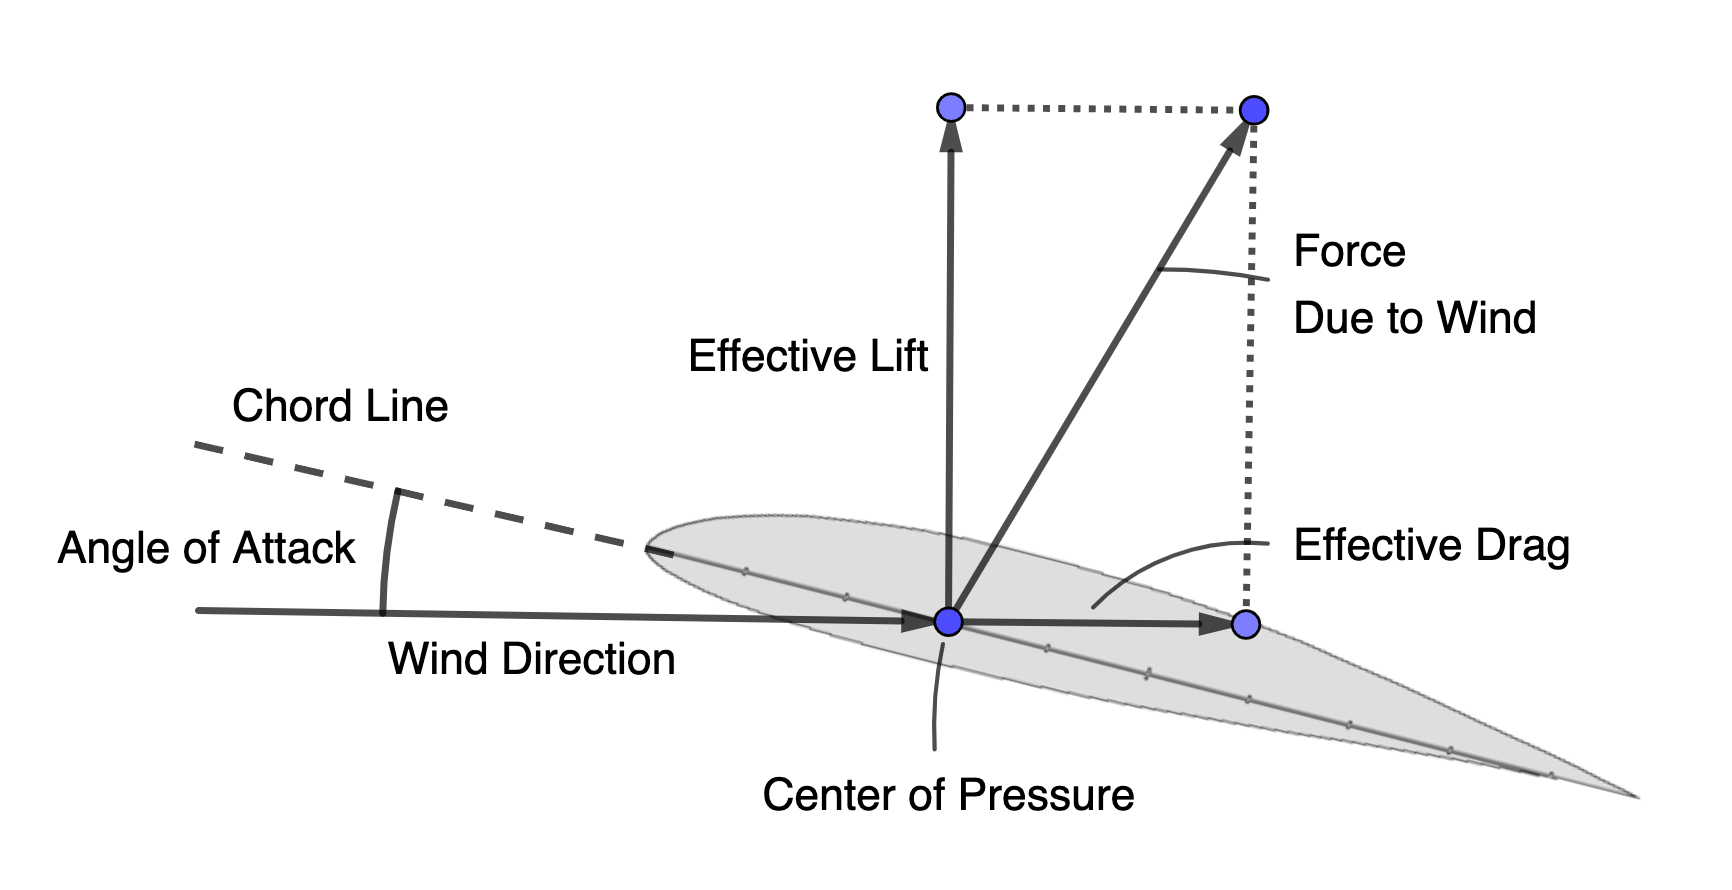 Force
Due to Wind
Effective Lift
Chord Line
Angle of Attack
Effective Drag
Wind Direction
Center of Pressure